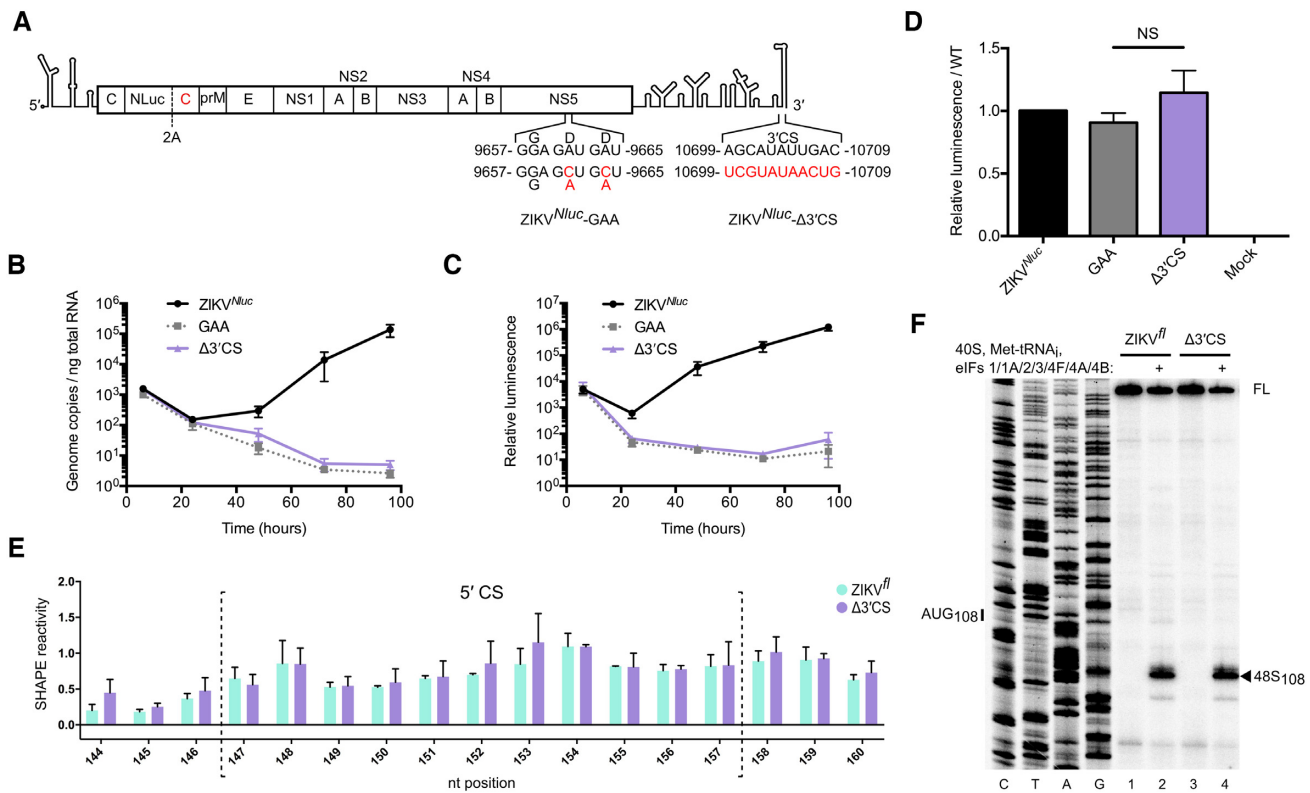 A
5′
C NLuc C prM E NS1 A B NS3 A B NS5
NS2
NS4
3′
2A
G D D
9657- GGA GAU GAU -9665
9657- GGA GCU GCU -9665
G A A
ZIKV^Nluc-GAA
3′CS
10699- AGCAUAUUGAC -10709
10699- UCGUAUAACUG -10709
ZIKV^Nluc-Δ3′CS
B
Genome copies / ng total RNA
10^6
10^5
10^4
10^3
10^2
10^1
10^0
0 20 40 60 80 100
Time (hours)
ZIKV^Nluc
GAA
Δ3′CS
C
Relative luminescence
10^7
10^6
10^5
10^4
10^3
10^2
10^1
10^0
0 20 40 60 80 100
Time (hours)
ZIKV^Nluc
GAA
Δ3′CS
D
Relative luminescence / WT
1.5
1.0
0.5
0.0
NS
ZIKV^Nluc GAA Δ3′CS Mock
E
SHAPE reactivity
2.0
1.5
1.0
0.5
0.0
5′ CS
ZIKV^fl
Δ3′CS
144 145 146 147 148 149 150 151 152 153 154 155 156 157 158 159 160
nt position
F
40S, Met-tRNAi,
eIFs 1/1A/2/3/4F/4A/4B:
ZIKV^fl Δ3′CS
+ +
FL
AUG108
48S108
C T A G 1 2 3 4